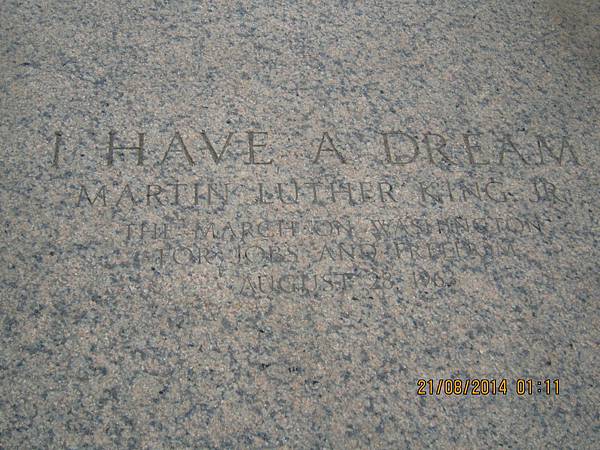 I HAVE A DREAM
MARTIN LUTHER KING JR.
THE MARCH ON WASHINGTON
FOR JOBS AND FREEDOM
AUGUST 28, 1963
21/08/2014 01:11